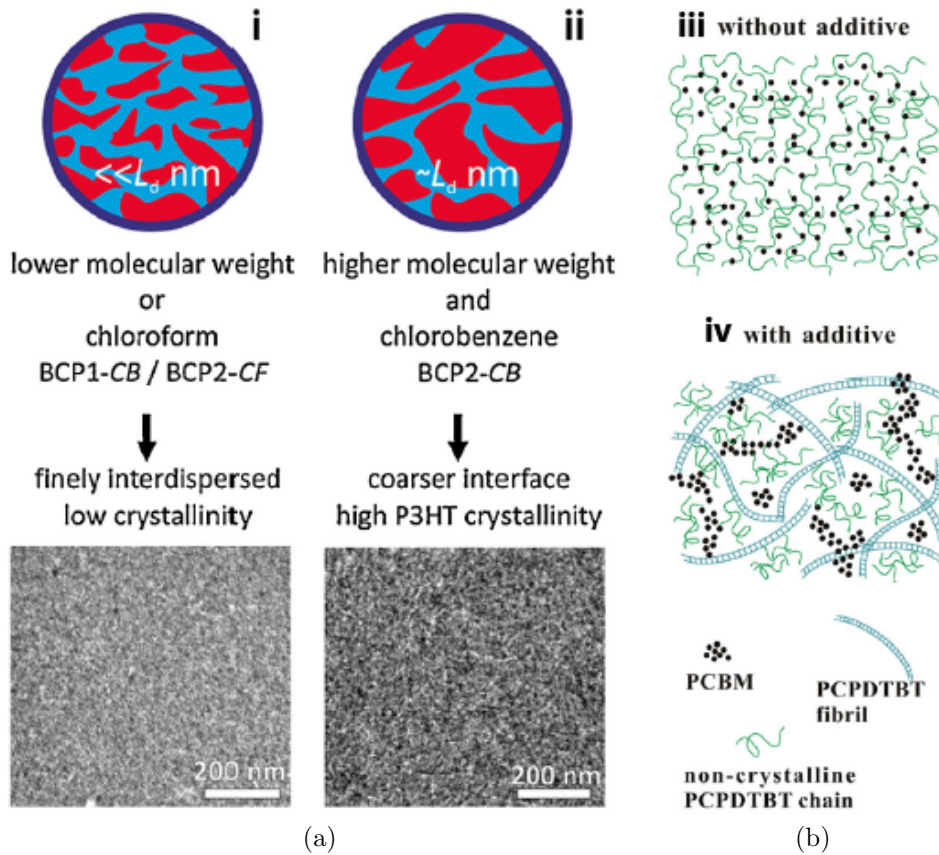 i
<<Ld nm
lower molecular weight
or
chloroform
BCP1-CB / BCP2-CF
finely interdispersed
low crystallinity
200 nm
ii
~Ld nm
higher molecular weight
and
chlorobenzene
BCP2-CB
coarser interface
high P3HT crystallinity
200 nm
(a)
iii without additive
iv with additive
PCBM
PCPDTBT
fibril
non-crystalline
PCPDTBT chain
(b)